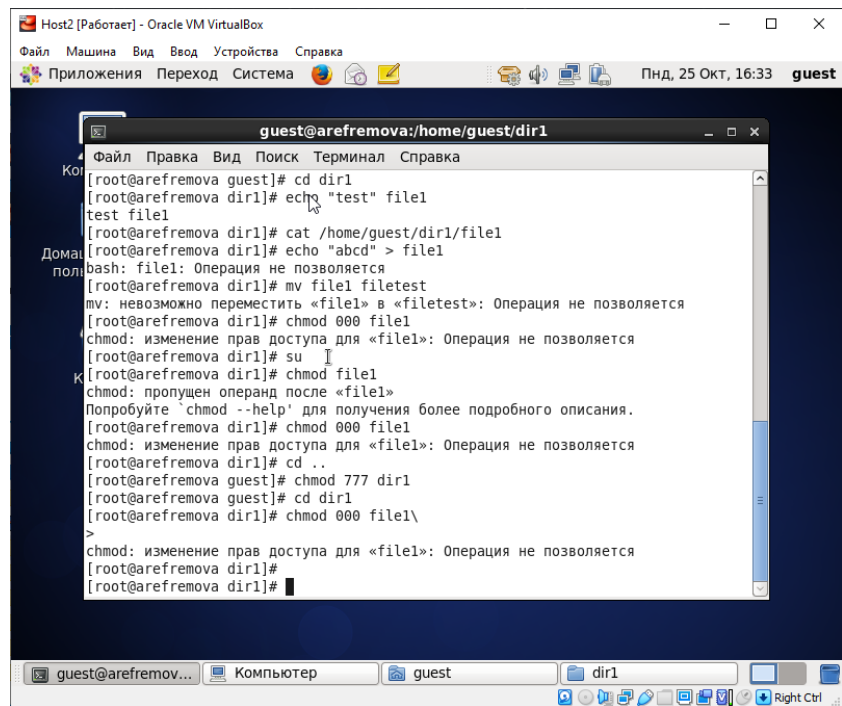 Host2 [Работает] - Oracle VM VirtualBox
Файл Машина Вид Ввод Устройства Справка
Приложения Переход Система Пнд, 25 Окт, 16:33 guest
guest@arefremova:/home/guest/dir1
Файл Правка Вид Поиск Терминал Справка
[root@arefremova guest]# cd dir1
[root@arefremova dir1]# echo "test" file1
test file1
[root@arefremova dir1]# cat /home/guest/dir1/file1
[root@arefremova dir1]# echo "abcd" > file1
bash: file1: Операция не позволяется
[root@arefremova dir1]# mv file1 filetest
mv: невозможно переместить «file1» в «filetest»: Операция не позволяется
[root@arefremova dir1]# chmod 000 file1
chmod: изменение прав доступа для «file1»: Операция не позволяется
[root@arefremova dir1]# su
[root@arefremova dir1]# chmod file1
chmod: пропущен операнд после «file1»
Попробуйте `chmod --help' для получения более подробного описания.
[root@arefremova dir1]# chmod 000 file1
chmod: изменение прав доступа для «file1»: Операция не позволяется
[root@arefremova dir1]# cd ..
[root@arefremova guest]# chmod 777 dir1
[root@arefremova guest]# cd dir1
[root@arefremova dir1]# chmod 000 file1\
>
chmod: изменение прав доступа для «file1»: Операция не позволяется
[root@arefremova dir1]#
[root@arefremova dir1]#
guest@arefremov... Компьютер guest dir1
Right Ctrl